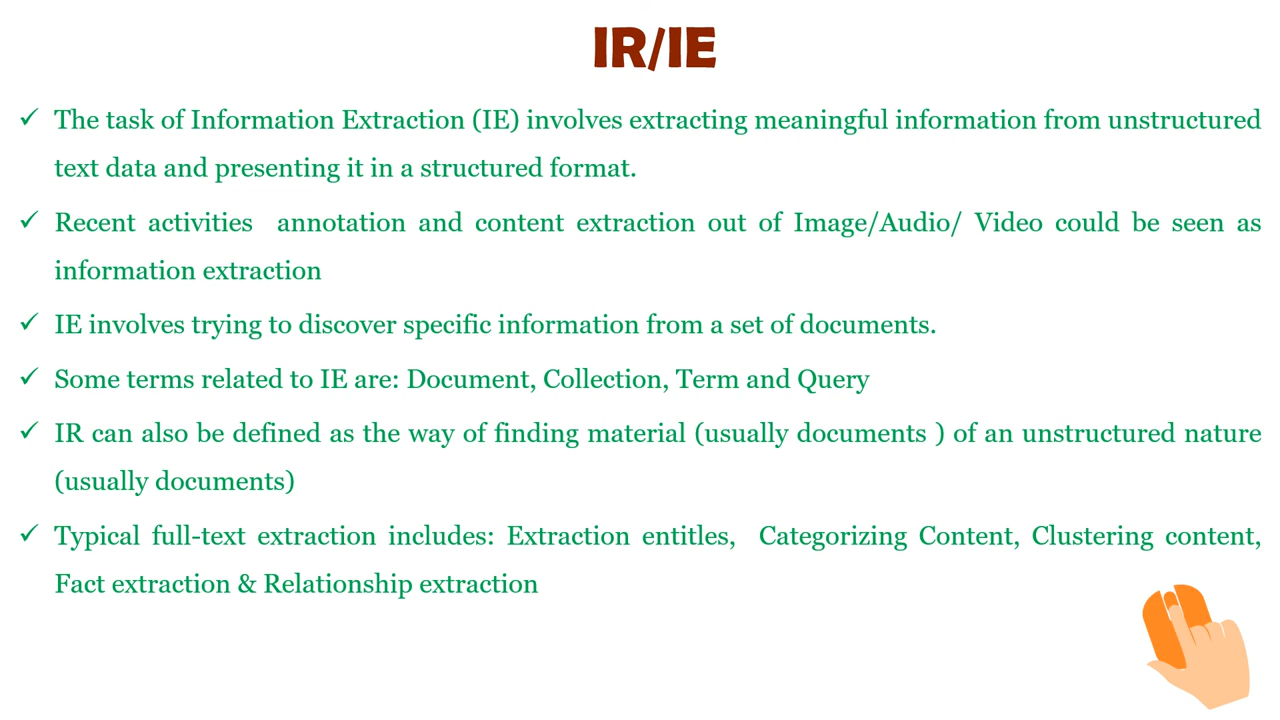 IR/IE
✓ The task of Information Extraction (IE) involves extracting meaningful information from unstructured
text data and presenting it in a structured format.
✓ Recent activities annotation and content extraction out of Image/Audio/ Video could be seen as
information extraction
✓ IE involves trying to discover specific information from a set of documents.
✓ Some terms related to IE are: Document, Collection, Term and Query
✓ IR can also be defined as the way of finding material (usually documents ) of an unstructured nature
(usually documents)
✓ Typical full-text extraction includes: Extraction entitles, Categorizing Content, Clustering content,
Fact extraction & Relationship extraction